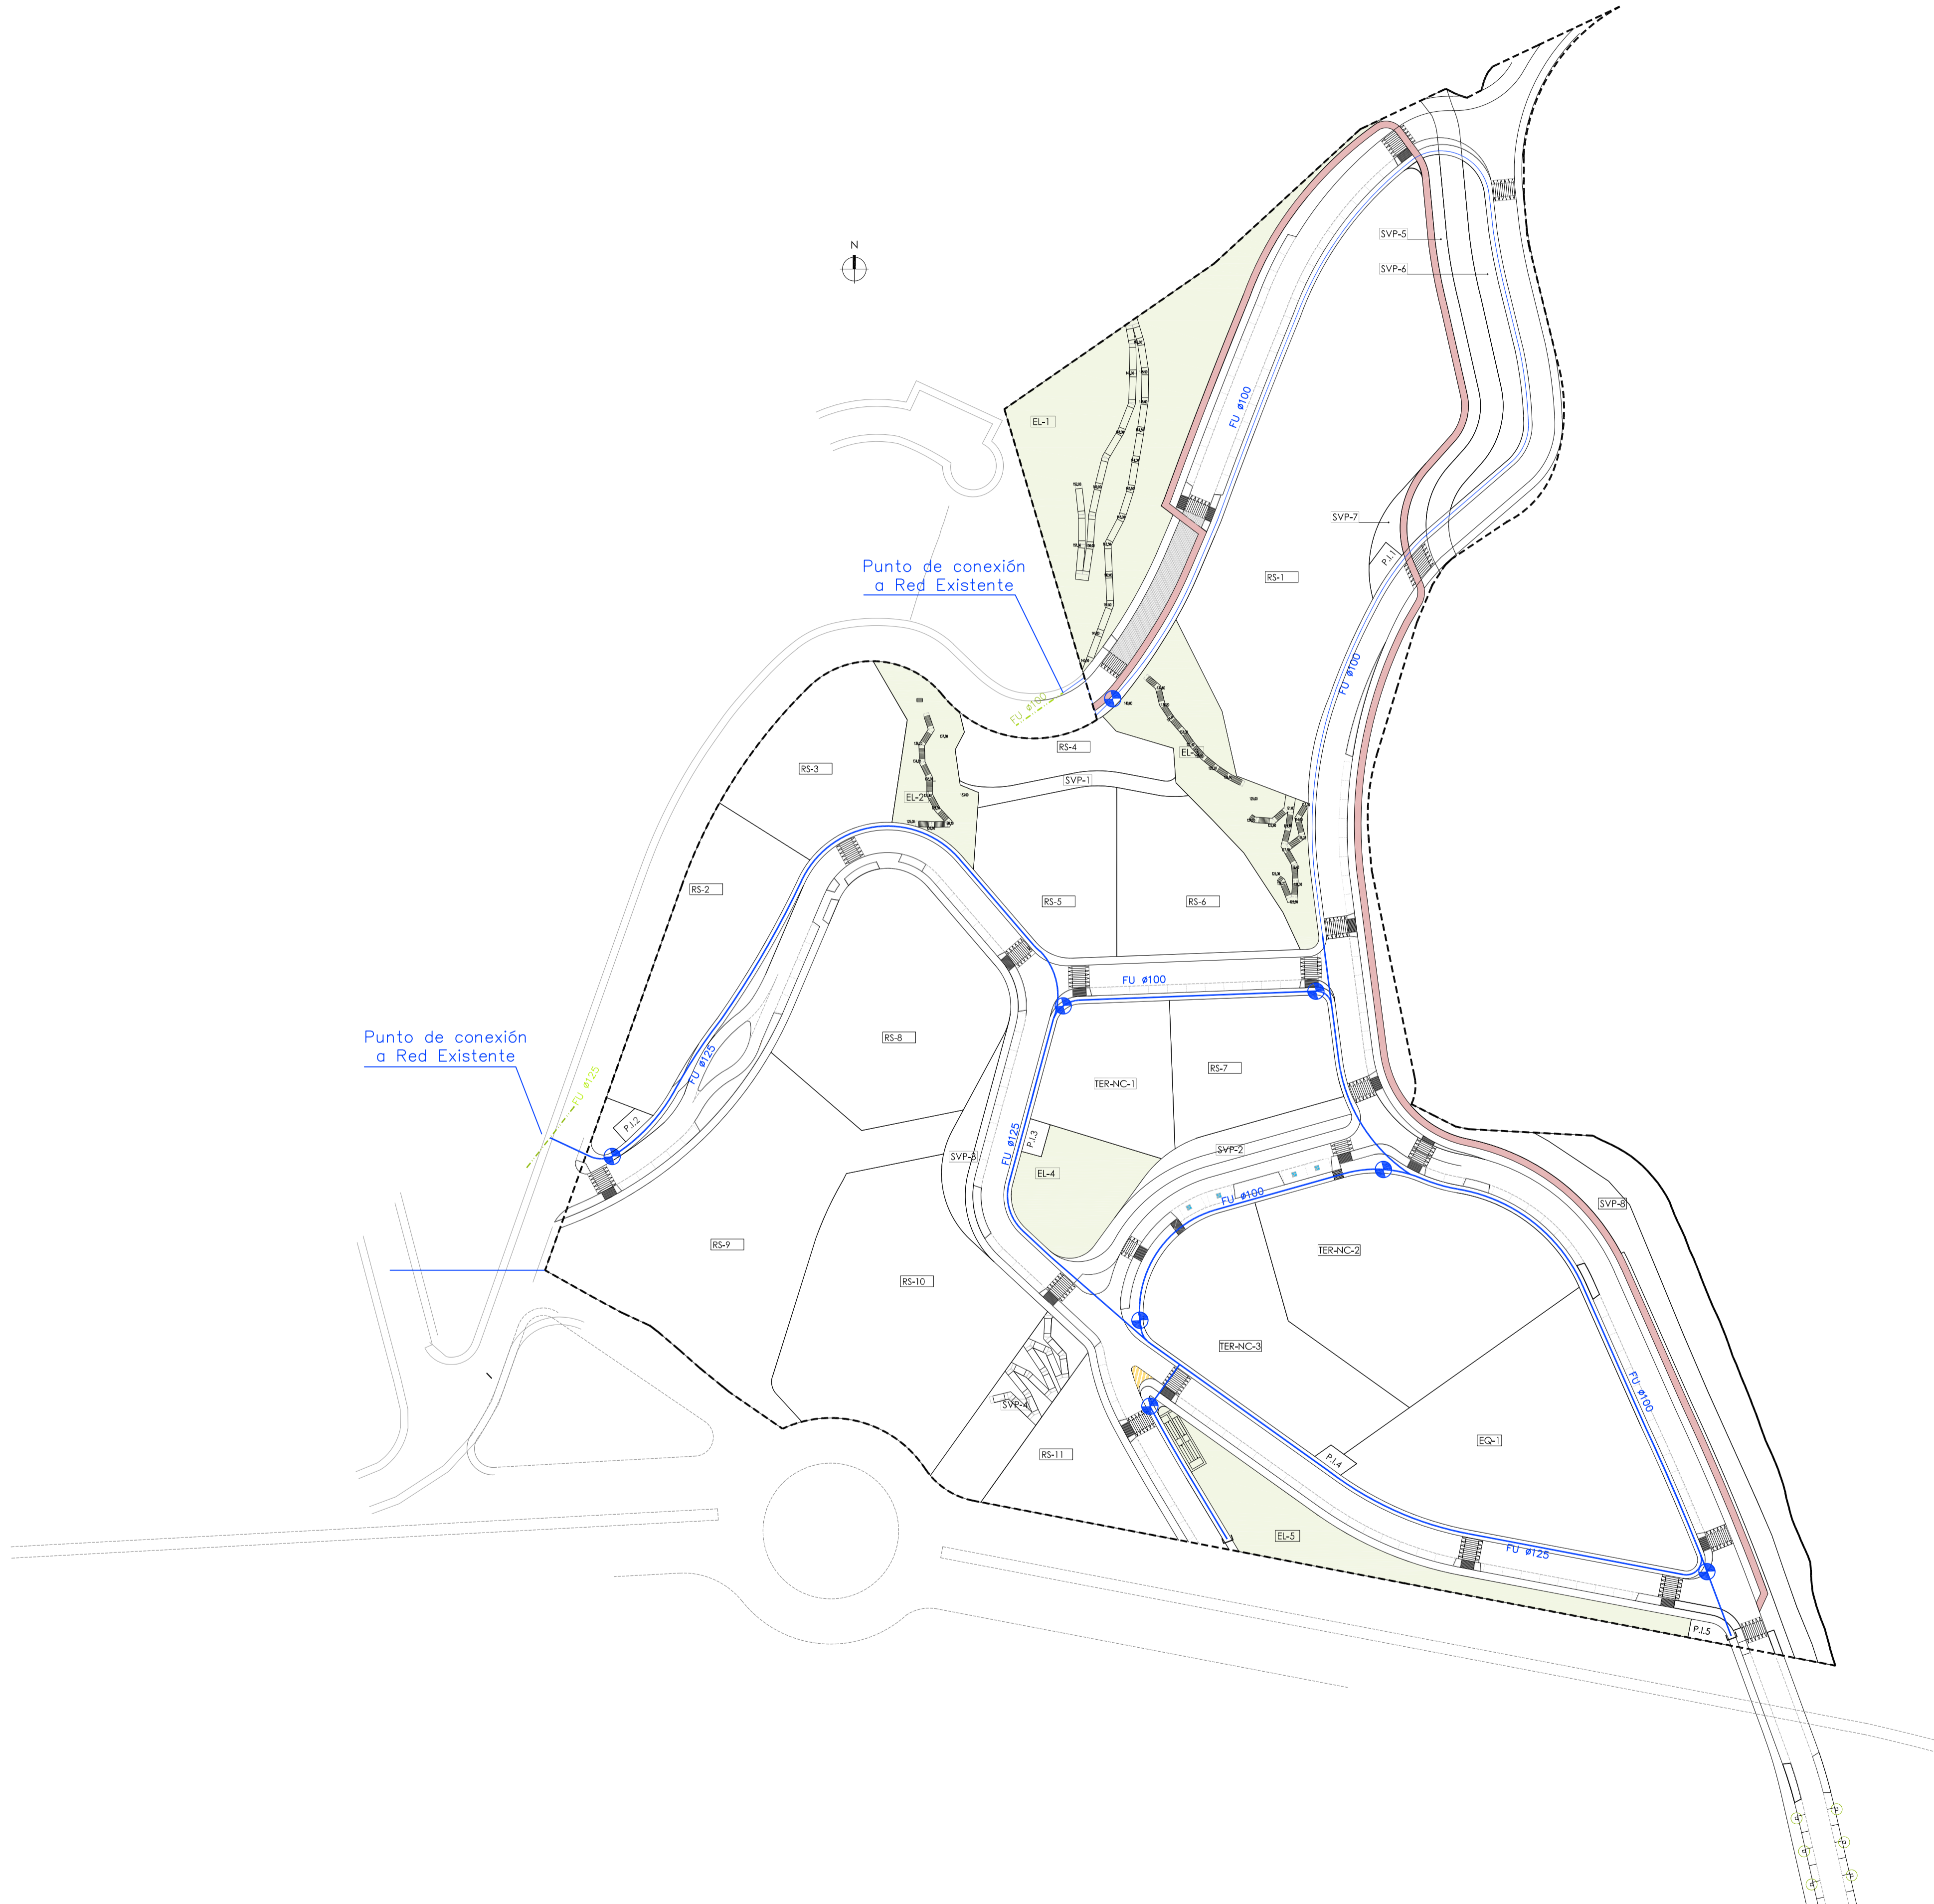 N
SVP-5
SVP-6
EL-1
FU ø100
SVP-7
P.I.1
Punto de conexión
a Red Existente
RS-1
FU ø100
FU ø100
RS-4
EL-3
RS-3
SVP-1
EL-2
RS-2
RS-5
RS-6
FU ø100
Punto de conexión
a Red Existente
RS-8
FU ø125
RS-7
TER-NC-1
FU ø125
P.I.2
P.I.3
FU ø125
SVP-3
SVP-2
EL-4
FU ø100
SVP-8
RS-9
TER-NC-2
RS-10
TER-NC-3
FU ø100
SVP-4
EQ-1
RS-11
P.I.4
EL-5
FU ø125
P.I.5